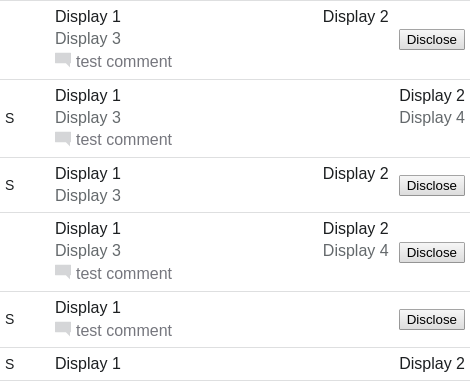 Display 1 Display 2
Display 3 Disclose
test comment
Display 1 Display 2
S Display 3 Display 4
test comment
Display 1 Display 2
S Disclose
Display 3
Display 1 Display 2
Display 3 Display 4 Disclose
test comment
Display 1
S Disclose
test comment
S Display 1 Display 2